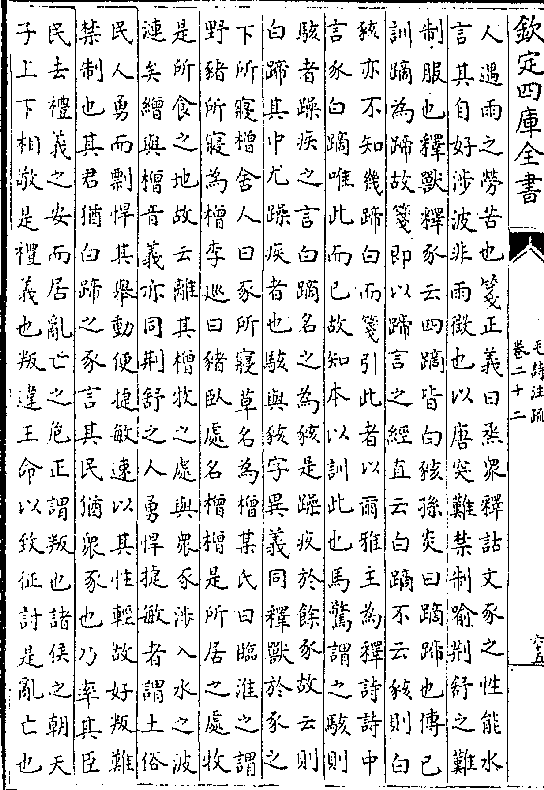 欽定四庫全書
毛詩注疏
卷二十二
六五
人遇雨之勞苦也箋正義曰烝衆釋詁文豕之性能水
言其自好涉波非雨徴也以唐突難禁制喻荆舒之難
制服也釋獸釋豕云四蹢皆白豥孫炎曰蹢蹄也傳已
訓蹢為蹄故箋即以蹄言之經直云白蹢不云豥則白
豥亦不知幾蹄白而箋引此者以爾雅主為釋詩詩中
言豕白蹢唯此而已故知本以訓此也馬驚謂之駭則
駭者躁疾之言白蹢名之為豥是躁疾於餘豕故云則
白蹄其中尤躁疾者也駭與豥字異義同釋獸於豕之
下所寢橧舍人曰豕所寢草名為橧某氏曰臨淮之謂
野豬所寢為橧李廵曰豬臥處名橧橧是所居之處牧
是所食之地故云離其橧牧之處與衆豕涉入水之波
漣矣繒與橧音義亦同荆舒之人勇悍捷敏者謂土俗
民人勇而剽悍其舉動便捷敏速以其性輕故好叛難
禁制也其君猶白蹄之豕言其民猶衆豕也乃率其臣
民去禮義之安而居亂亡之危正謂叛也諸侯之朝天
子上下相敬是禮義也叛違王命以致征討是亂亡也